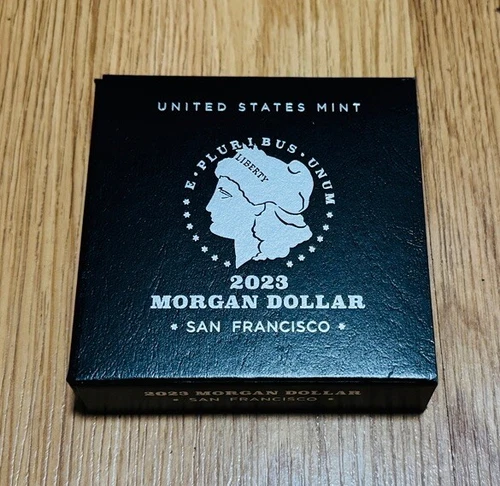 UNITED STATES MINT
E·PLURIBUS·UNUM
LIBERTY
2023
MORGAN DOLLAR
* SAN FRANCISCO *
2023 MORGAN DOLLAR
* SAN FRANCISCO *